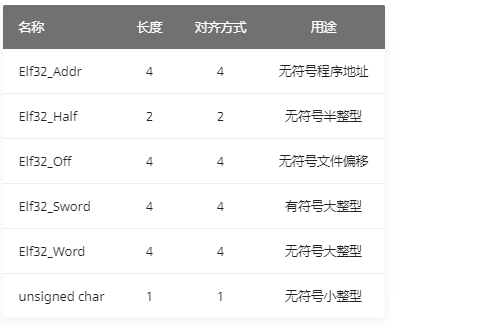 名称 长度 对齐方式 用途
Elf32_Addr 4 4 无符号程序地址
Elf32_Half 2 2 无符号半整型
Elf32_Off 4 4 无符号文件偏移
Elf32_Sword 4 4 有符号大整型
Elf32_Word 4 4 无符号大整型
unsigned char 1 1 无符号小整型